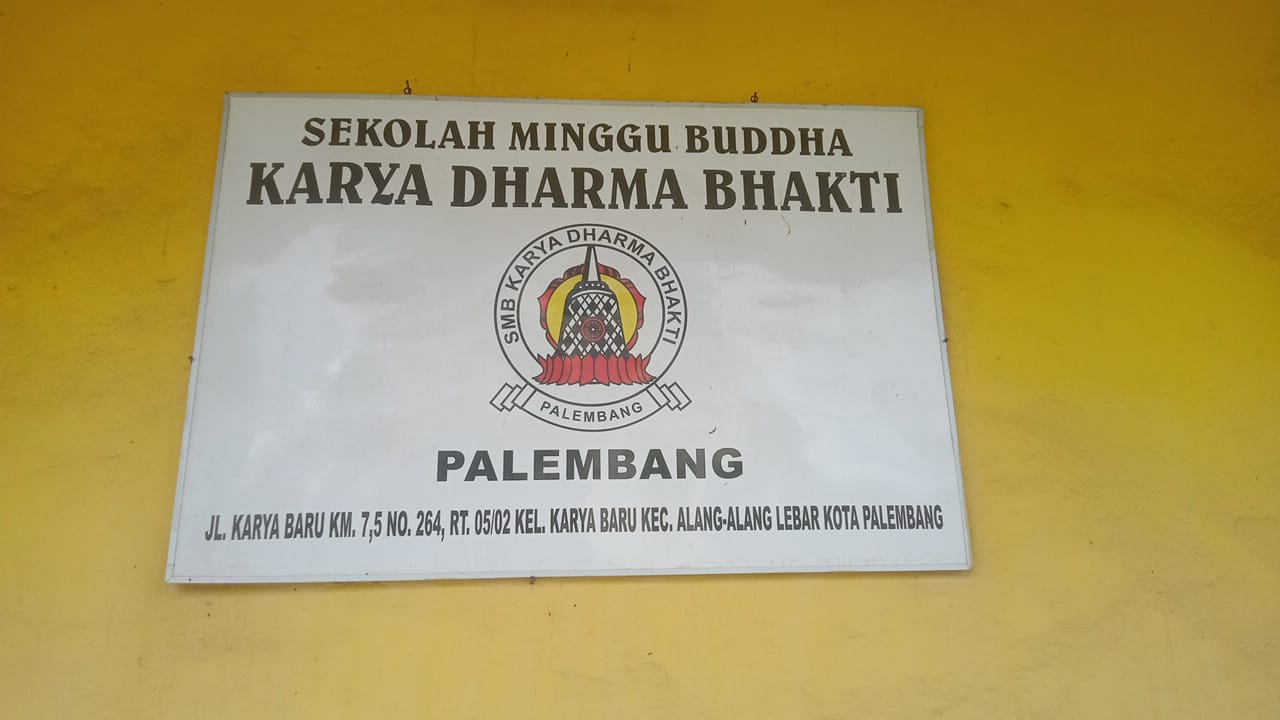 SEKOLAH MINGGU BUDDHA
KARYA DHARMA BHAKTI
SMB KARYA DHARMA BHAKTI
PALEMBANG
PALEMBANG
JL. KARYA BARU KM. 7,5 NO. 264, RT. 05/02 KEL. KARYA BARU KEC. ALANG-ALANG LEBAR KOTA PALEMBANG